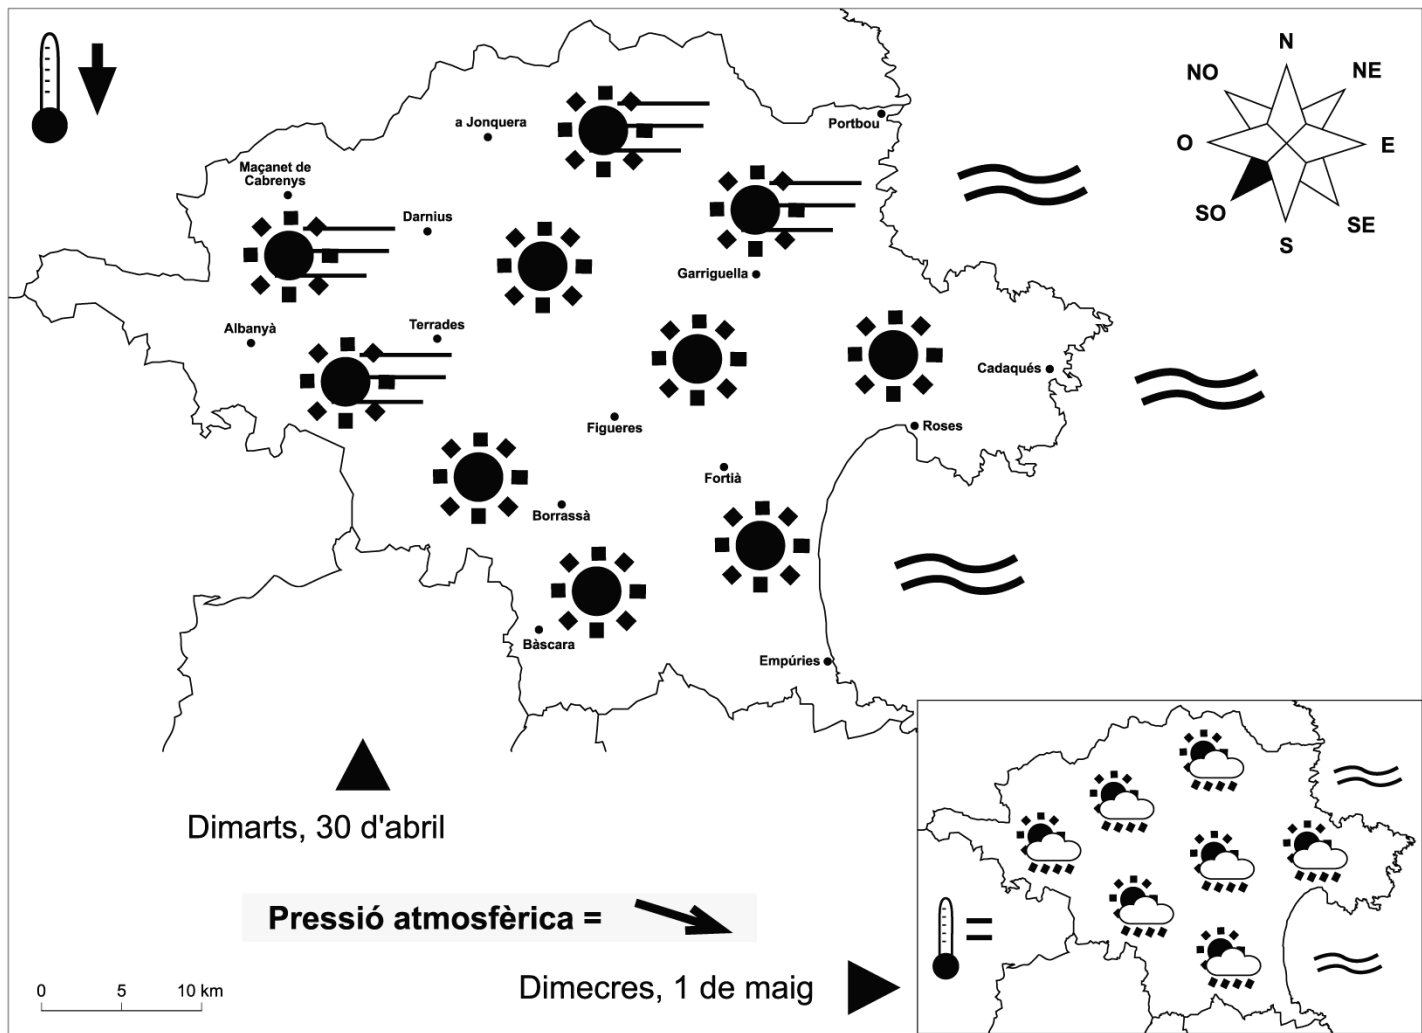 N
NO
NE
O
E
SO
SE
S
Portbou
a Jonquera
Maçanet de
Cabrenys
Darnius
Garriguella
Albanyà
Terrades
Cadaqués
Figueres
Roses
Fortià
Borrassà
Bàscara
Empúries
Dimarts, 30 d'abril
Pressió atmosfèrica =
Dimecres, 1 de maig
=
0 5 10 km